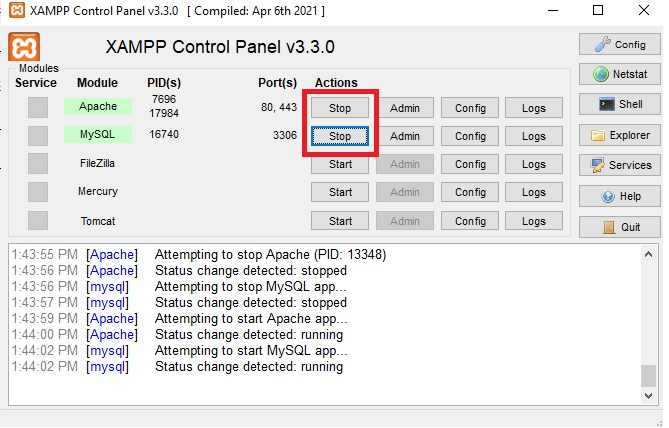 XAMPP Control Panel v3.3.0 [ Compiled: Apr 6th 2021 ]
XAMPP Control Panel v3.3.0
Config
Modules
Service Module PID(s) Port(s) Actions
Netstat
Apache 7696 17984 80, 443 Stop Admin Config Logs
Shell
MySQL 16740 3306 Stop Admin Config Logs
Explorer
FileZilla Start Admin Config Logs
Services
Mercury Start Admin Config Logs
Help
Tomcat Start Admin Config Logs
Quit
1:43:55 PM [Apache] Attempting to stop Apache (PID: 13348)
1:43:56 PM [Apache] Status change detected: stopped
1:43:56 PM [mysql] Attempting to stop MySQL app...
1:43:57 PM [mysql] Status change detected: stopped
1:43:59 PM [Apache] Attempting to start Apache app...
1:44:00 PM [Apache] Status change detected: running
1:44:02 PM [mysql] Attempting to start MySQL app...
1:44:02 PM [mysql] Status change detected: running